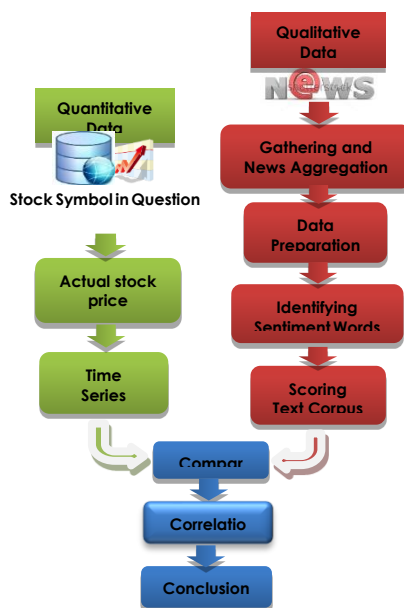 Quantitative
Data
Stock Symbol in Question
Actual stock
price
Time
Series
Qualitative
Data
N@WS
Gathering and
News Aggregation
Data
Preparation
Identifying
Sentiment Words
Scoring
Text Corpus
Compar
Correlatio
Conclusion